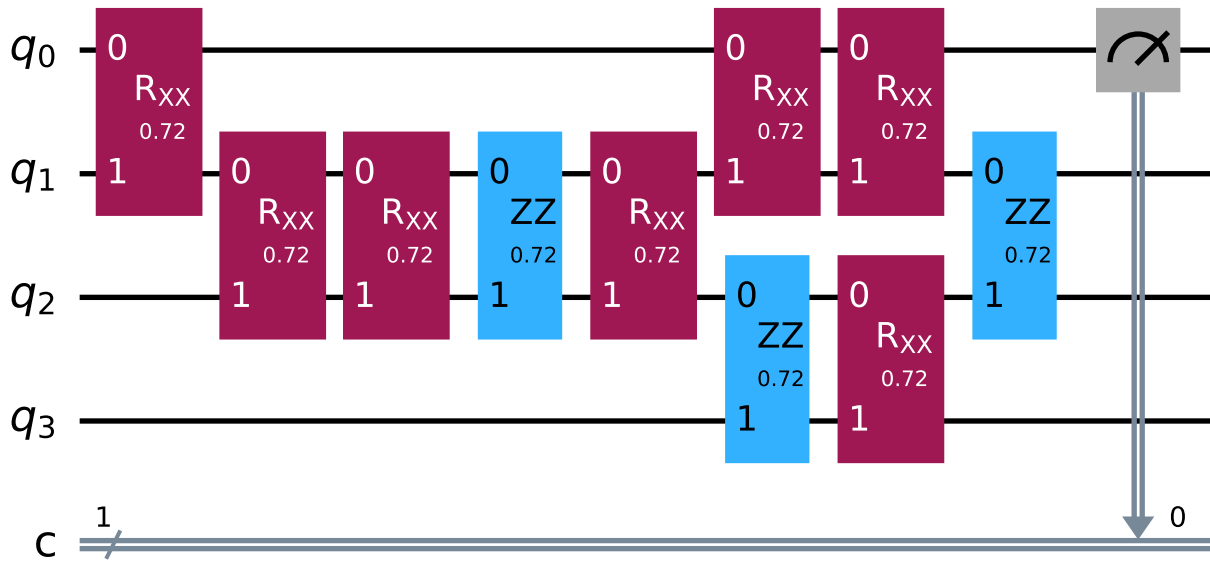 q0 0 0 0
RXX RXX RXX
0.72 0.72 0.72
q1 1 0 0 0 0 1 1 0
RXX RXX ZZ RXX ZZ
0.72 0.72 0.72 0.72 0.72
q2 1 1 1 1 0 0 1
ZZ RXX
0.72 0.72
q3 1 1
1 0
c